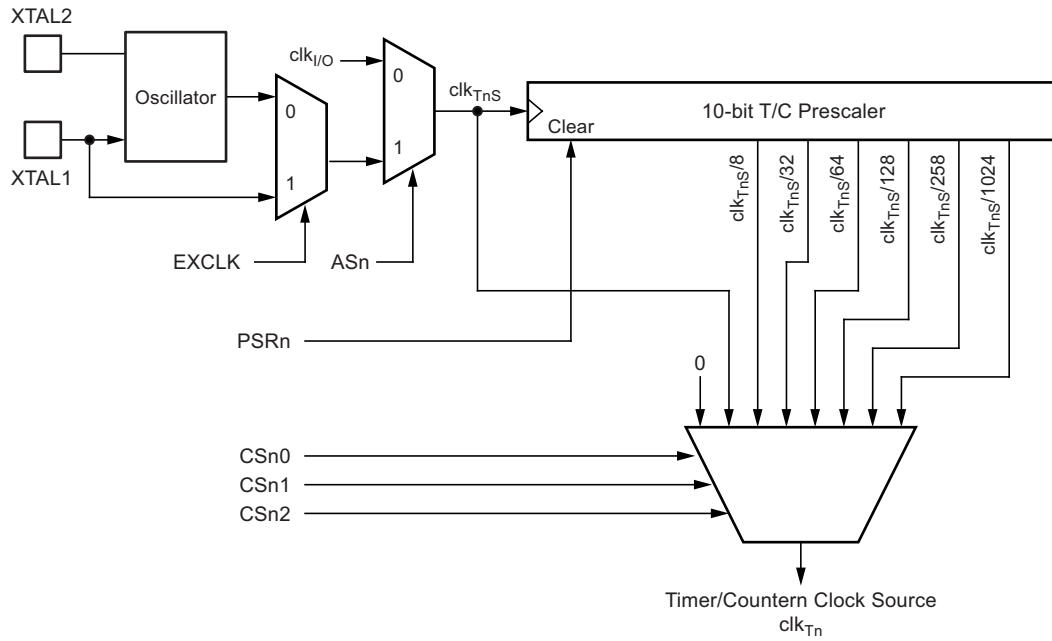 XTAL2
XTAL1
Oscillator
0
1
EXCLK
clkI/O
0
1
ASn
clkTnS
10-bit T/C Prescaler
Clear
clkTnS/8
clkTnS/32
clkTnS/64
clkTnS/128
clkTnS/258
clkTnS/1024
PSRn
0
CSn0
CSn1
CSn2
Timer/Countern Clock Source
clkTn